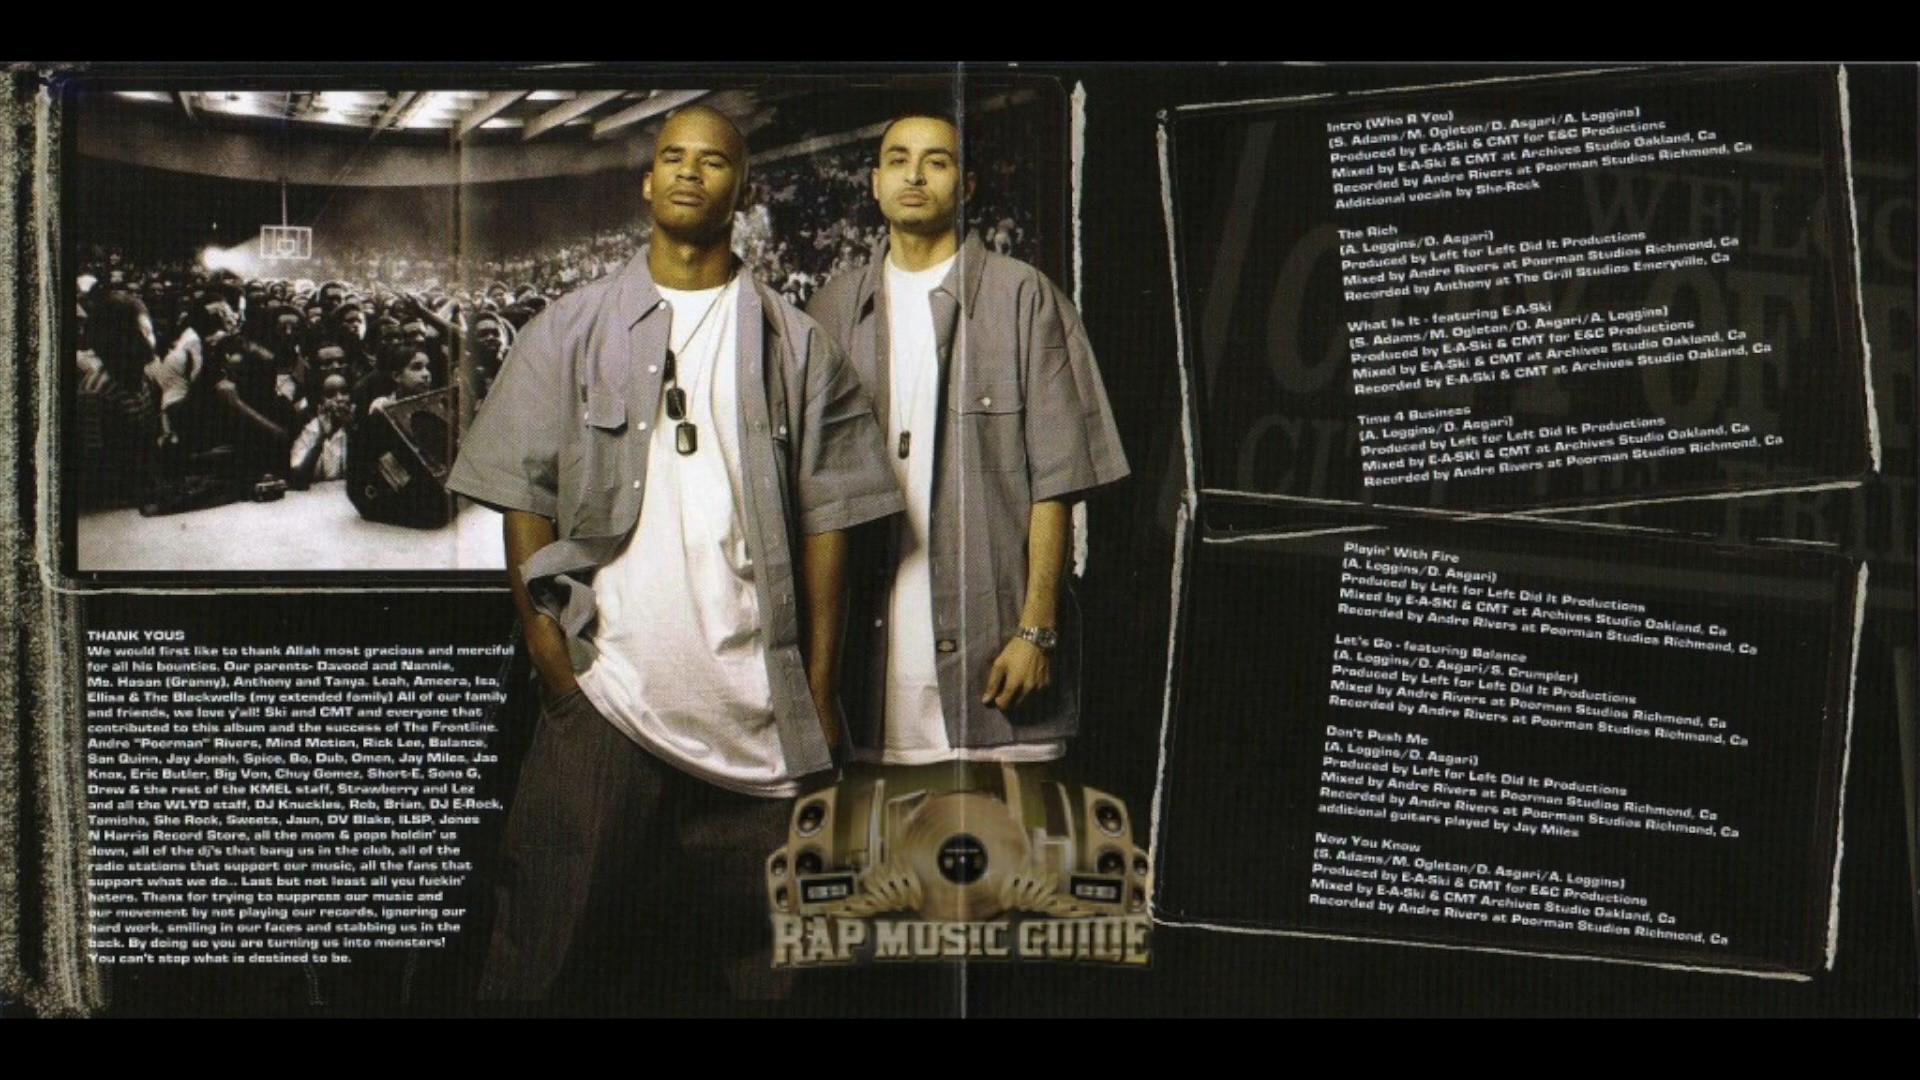 THANK YOUS
We would first like to thank Allah most gracious and merciful
for all his bounties. Our parents- Davood and Nannie,
Ms. Hasan (Granny), Anthony and Tanya. Leah, Ameera, Isa,
Ellisa & The Blackwells (my extended family) All of our family
and friends, we love y'all! Ski and CMT and everyone that
contributed to this album and the success of The Frontline.
Andre "Poorman" Rivers, Mind Motion, Rick Lee, Balance,
San Quinn, Jay Jonah, Spice, Bo, Dub, Omen, Jay Miles, Jas
Knox, Eric Butler, Big Von, Chuy Gomez, Short-E, Sana G,
Drew & the rest of the KMEL staff, Strawberry and Lez
and all the WLYD staff, DJ Knuckles, Rob, Brian, DJ E-Rock,
Tamisha, She Rock, Sweets, Jaun, DV Blake, ILSP, Jones
N Harris Record Store, all the mom & pops holdin' us
down, all of the dj's that bang us in the club, all of the
radio stations that support our music, all the fans that
support what we do... Last but not least all you fuckin'
haters. Thanx for trying to suppress our music and
our movement by not playing our records, ignoring our
hard work, smiling in our faces and stabbing us in the
back. By doing so you are turning us into monsters!
You can't stop what is destined to be.
RAP MUSIC GUIDE
Intro (Who R You)
(S. Adams/M. Ogleton/D. Asgari/A. Loggins)
Produced by E-A-Ski & CMT for E&C Productions
Mixed by E-A-Ski & CMT at Archives Studio Oakland, Ca
Recorded by Andre Rivers at Poorman Studios Richmond, Ca
Additional vocals by She-Rock
The Rich
(A. Loggins/D. Asgari)
Produced by Left for Left Did It Productions
Mixed by Andre Rivers at Poorman Studios Richmond, Ca
Recorded by Anthony at The Grill Studios Emeryville, Ca
What Is It - featuring E-A-Ski
(S. Adams/M. Ogleton/D. Asgari/A. Loggins)
Produced by E-A-Ski & CMT for E&C Productions
Mixed by E-A-Ski & CMT at Archives Studio Oakland, Ca
Recorded by E-A-Ski & CMT at Archives Studio Oakland, Ca
Time 4 Business
(A. Loggins/D. Asgari)
Produced by Left for Left Did It Productions
Mixed by E-A-SKI & CMT at Archives Studio Oakland, Ca
Recorded by Andre Rivers at Poorman Studios Richmond, Ca
Playin' With Fire
(A. Loggins/D. Asgari)
Produced by Left for Left Did It Productions
Mixed by E-A-SKI & CMT at Archives Studio Oakland, Ca
Recorded by Andre Rivers at Poorman Studios Richmond, Ca
Let's Go - featuring Balance
(A. Loggins/D. Asgari/S. Crumpler)
Produced by Left for Left Did It Productions
Mixed by Andre Rivers at Poorman Studios Richmond, Ca
Recorded by Andre Rivers at Poorman Studios Richmond, Ca
Don't Push Me
(A. Loggins/D. Asgari)
Produced by Left for Left Did It Productions
Mixed by Andre Rivers at Poorman Studios Richmond, Ca
Recorded by Andre Rivers at Poorman Studios Richmond, Ca
additional guitars played by Jay Miles
Now You Know
(S. Adams/M. Ogleton/D. Asgari/A. Loggins)
Produced by E-A-Ski & CMT for E&C Productions
Mixed by E-A-Ski & CMT Archives Studio Oakland, Ca
Recorded by Andre Rivers at Poorman Studios Richmond, Ca